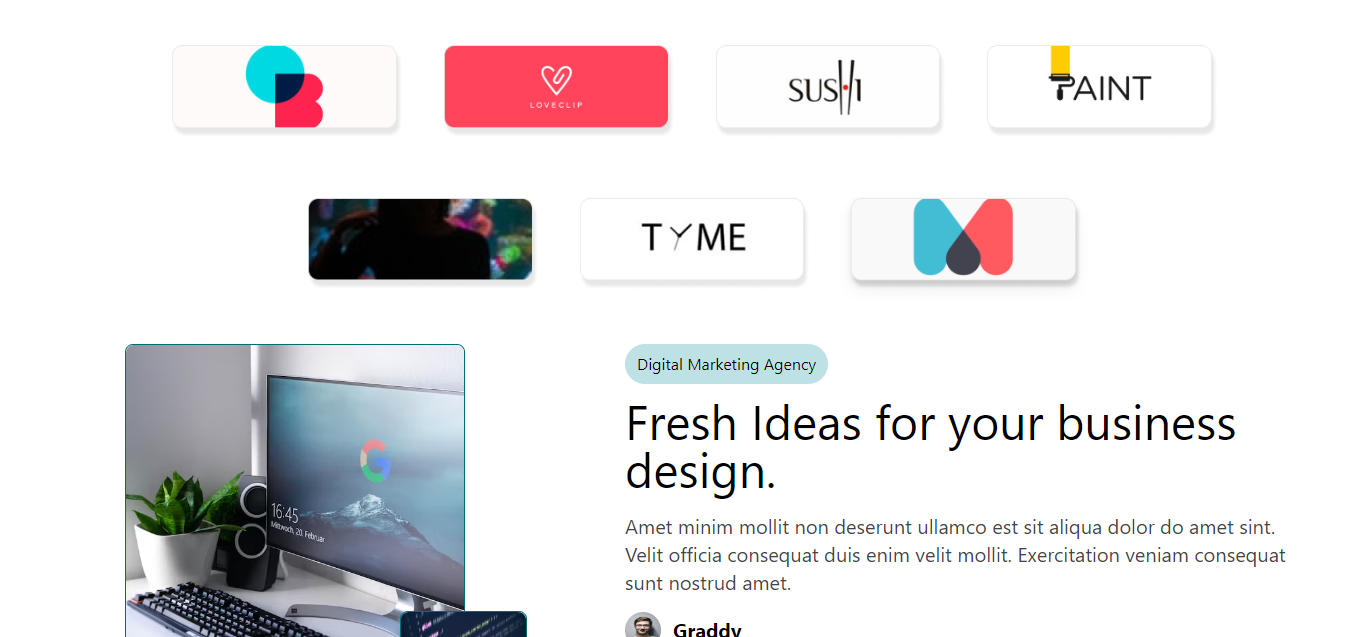 LOVECLIP
SUSHI
PAINT
TYME
Digital Marketing Agency
Fresh Ideas for your business
design.
16:45
Mittwoch, 20. Februar
Amet minim mollit non deserunt ullamco est sit aliqua dolor do amet sint.
Velit officia consequat duis enim velit mollit. Exercitation veniam consequat
sunt nostrud amet.
Graddy